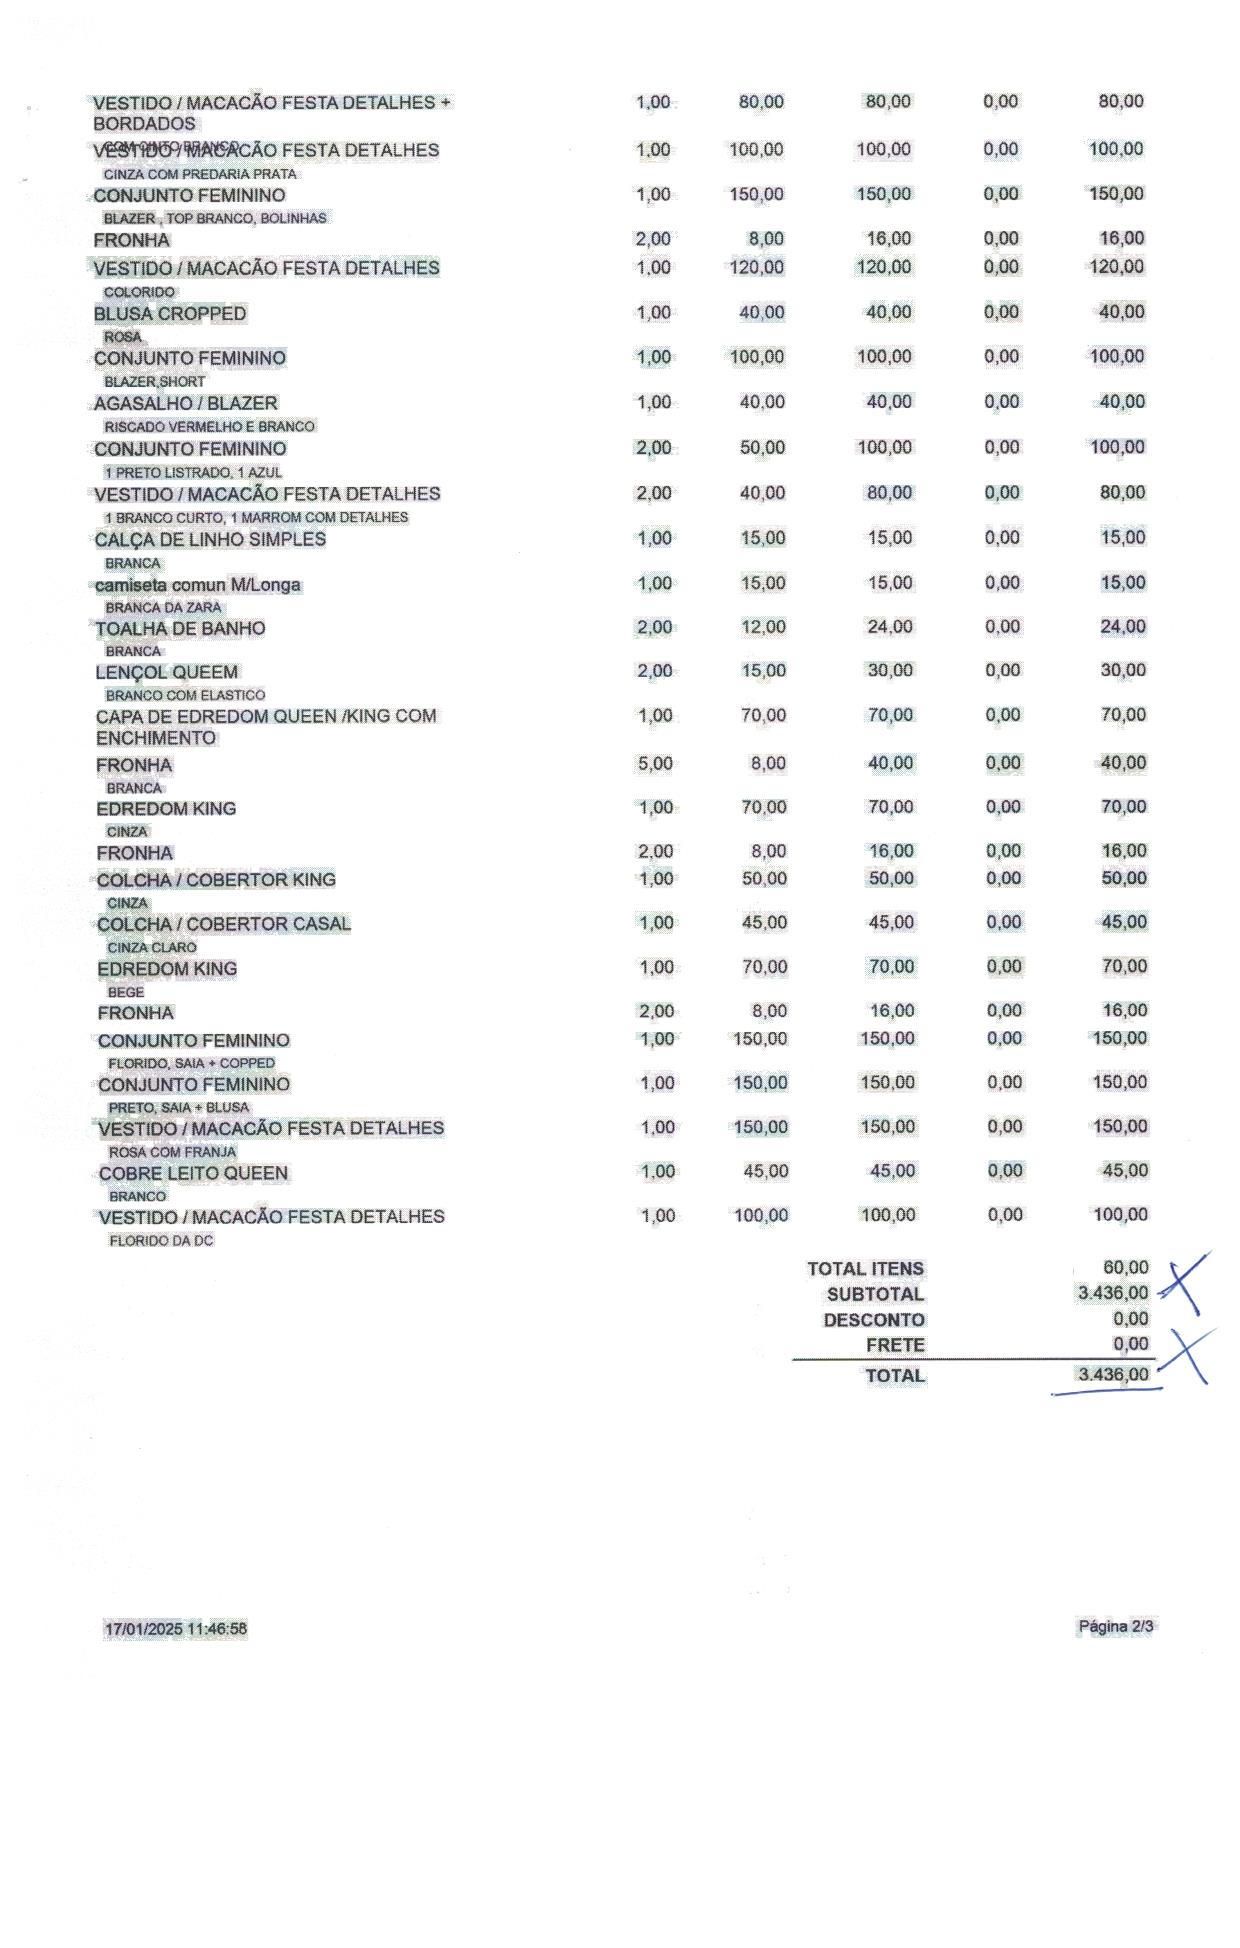 VESTIDO / MACACÃO FESTA DETALHES + 1,00 80,00 80,00 0,00 80,00
BORDADOS
COM CINTO BRANCO
VESTIDO / MACACÃO FESTA DETALHES 1,00 100,00 100,00 0,00 100,00
CINZA COM PREDARIA PRATA
CONJUNTO FEMININO 1,00 150,00 150,00 0,00 150,00
BLAZER , TOP BRANCO, BOLINHAS
FRONHA 2,00 8,00 16,00 0,00 16,00
VESTIDO / MACACÃO FESTA DETALHES 1,00 120,00 120,00 0,00 120,00
COLORIDO
BLUSA CROPPED 1,00 40,00 40,00 0,00 40,00
ROSA
CONJUNTO FEMININO 1,00 100,00 100,00 0,00 100,00
BLAZER,SHORT
AGASALHO / BLAZER 1,00 40,00 40,00 0,00 40,00
RISCADO VERMELHO E BRANCO
CONJUNTO FEMININO 2,00 50,00 100,00 0,00 100,00
1 PRETO LISTRADO, 1 AZUL
VESTIDO / MACACÃO FESTA DETALHES 2,00 40,00 80,00 0,00 80,00
1 BRANCO CURTO, 1 MARROM COM DETALHES
CALÇA DE LINHO SIMPLES 1,00 15,00 15,00 0,00 15,00
BRANCA
camiseta comun M/Longa 1,00 15,00 15,00 0,00 15,00
BRANCA DA ZARA
TOALHA DE BANHO 2,00 12,00 24,00 0,00 24,00
BRANCA
LENÇOL QUEEM 2,00 15,00 30,00 0,00 30,00
BRANCO COM ELASTICO
CAPA DE EDREDOM QUEEN /KING COM 1,00 70,00 70,00 0,00 70,00
ENCHIMENTO
FRONHA 5,00 8,00 40,00 0,00 40,00
BRANCA
EDREDOM KING 1,00 70,00 70,00 0,00 70,00
CINZA
FRONHA 2,00 8,00 16,00 0,00 16,00
COLCHA / COBERTOR KING 1,00 50,00 50,00 0,00 50,00
CINZA
COLCHA / COBERTOR CASAL 1,00 45,00 45,00 0,00 45,00
CINZA CLARO
EDREDOM KING 1,00 70,00 70,00 0,00 70,00
BEGE
FRONHA 2,00 8,00 16,00 0,00 16,00
CONJUNTO FEMININO 1,00 150,00 150,00 0,00 150,00
FLORIDO, SAIA + COPPED
CONJUNTO FEMININO 1,00 150,00 150,00 0,00 150,00
PRETO, SAIA + BLUSA
VESTIDO / MACACÃO FESTA DETALHES 1,00 150,00 150,00 0,00 150,00
ROSA COM FRANJA
COBRE LEITO QUEEN 1,00 45,00 45,00 0,00 45,00
BRANCO
VESTIDO / MACACÃO FESTA DETALHES 1,00 100,00 100,00 0,00 100,00
FLORIDO DA DC
TOTAL ITENS 60,00
SUBTOTAL 3.436,00
DESCONTO 0,00
FRETE 0,00
TOTAL 3.436,00
17/01/2025 11:46:58 Página 2/3